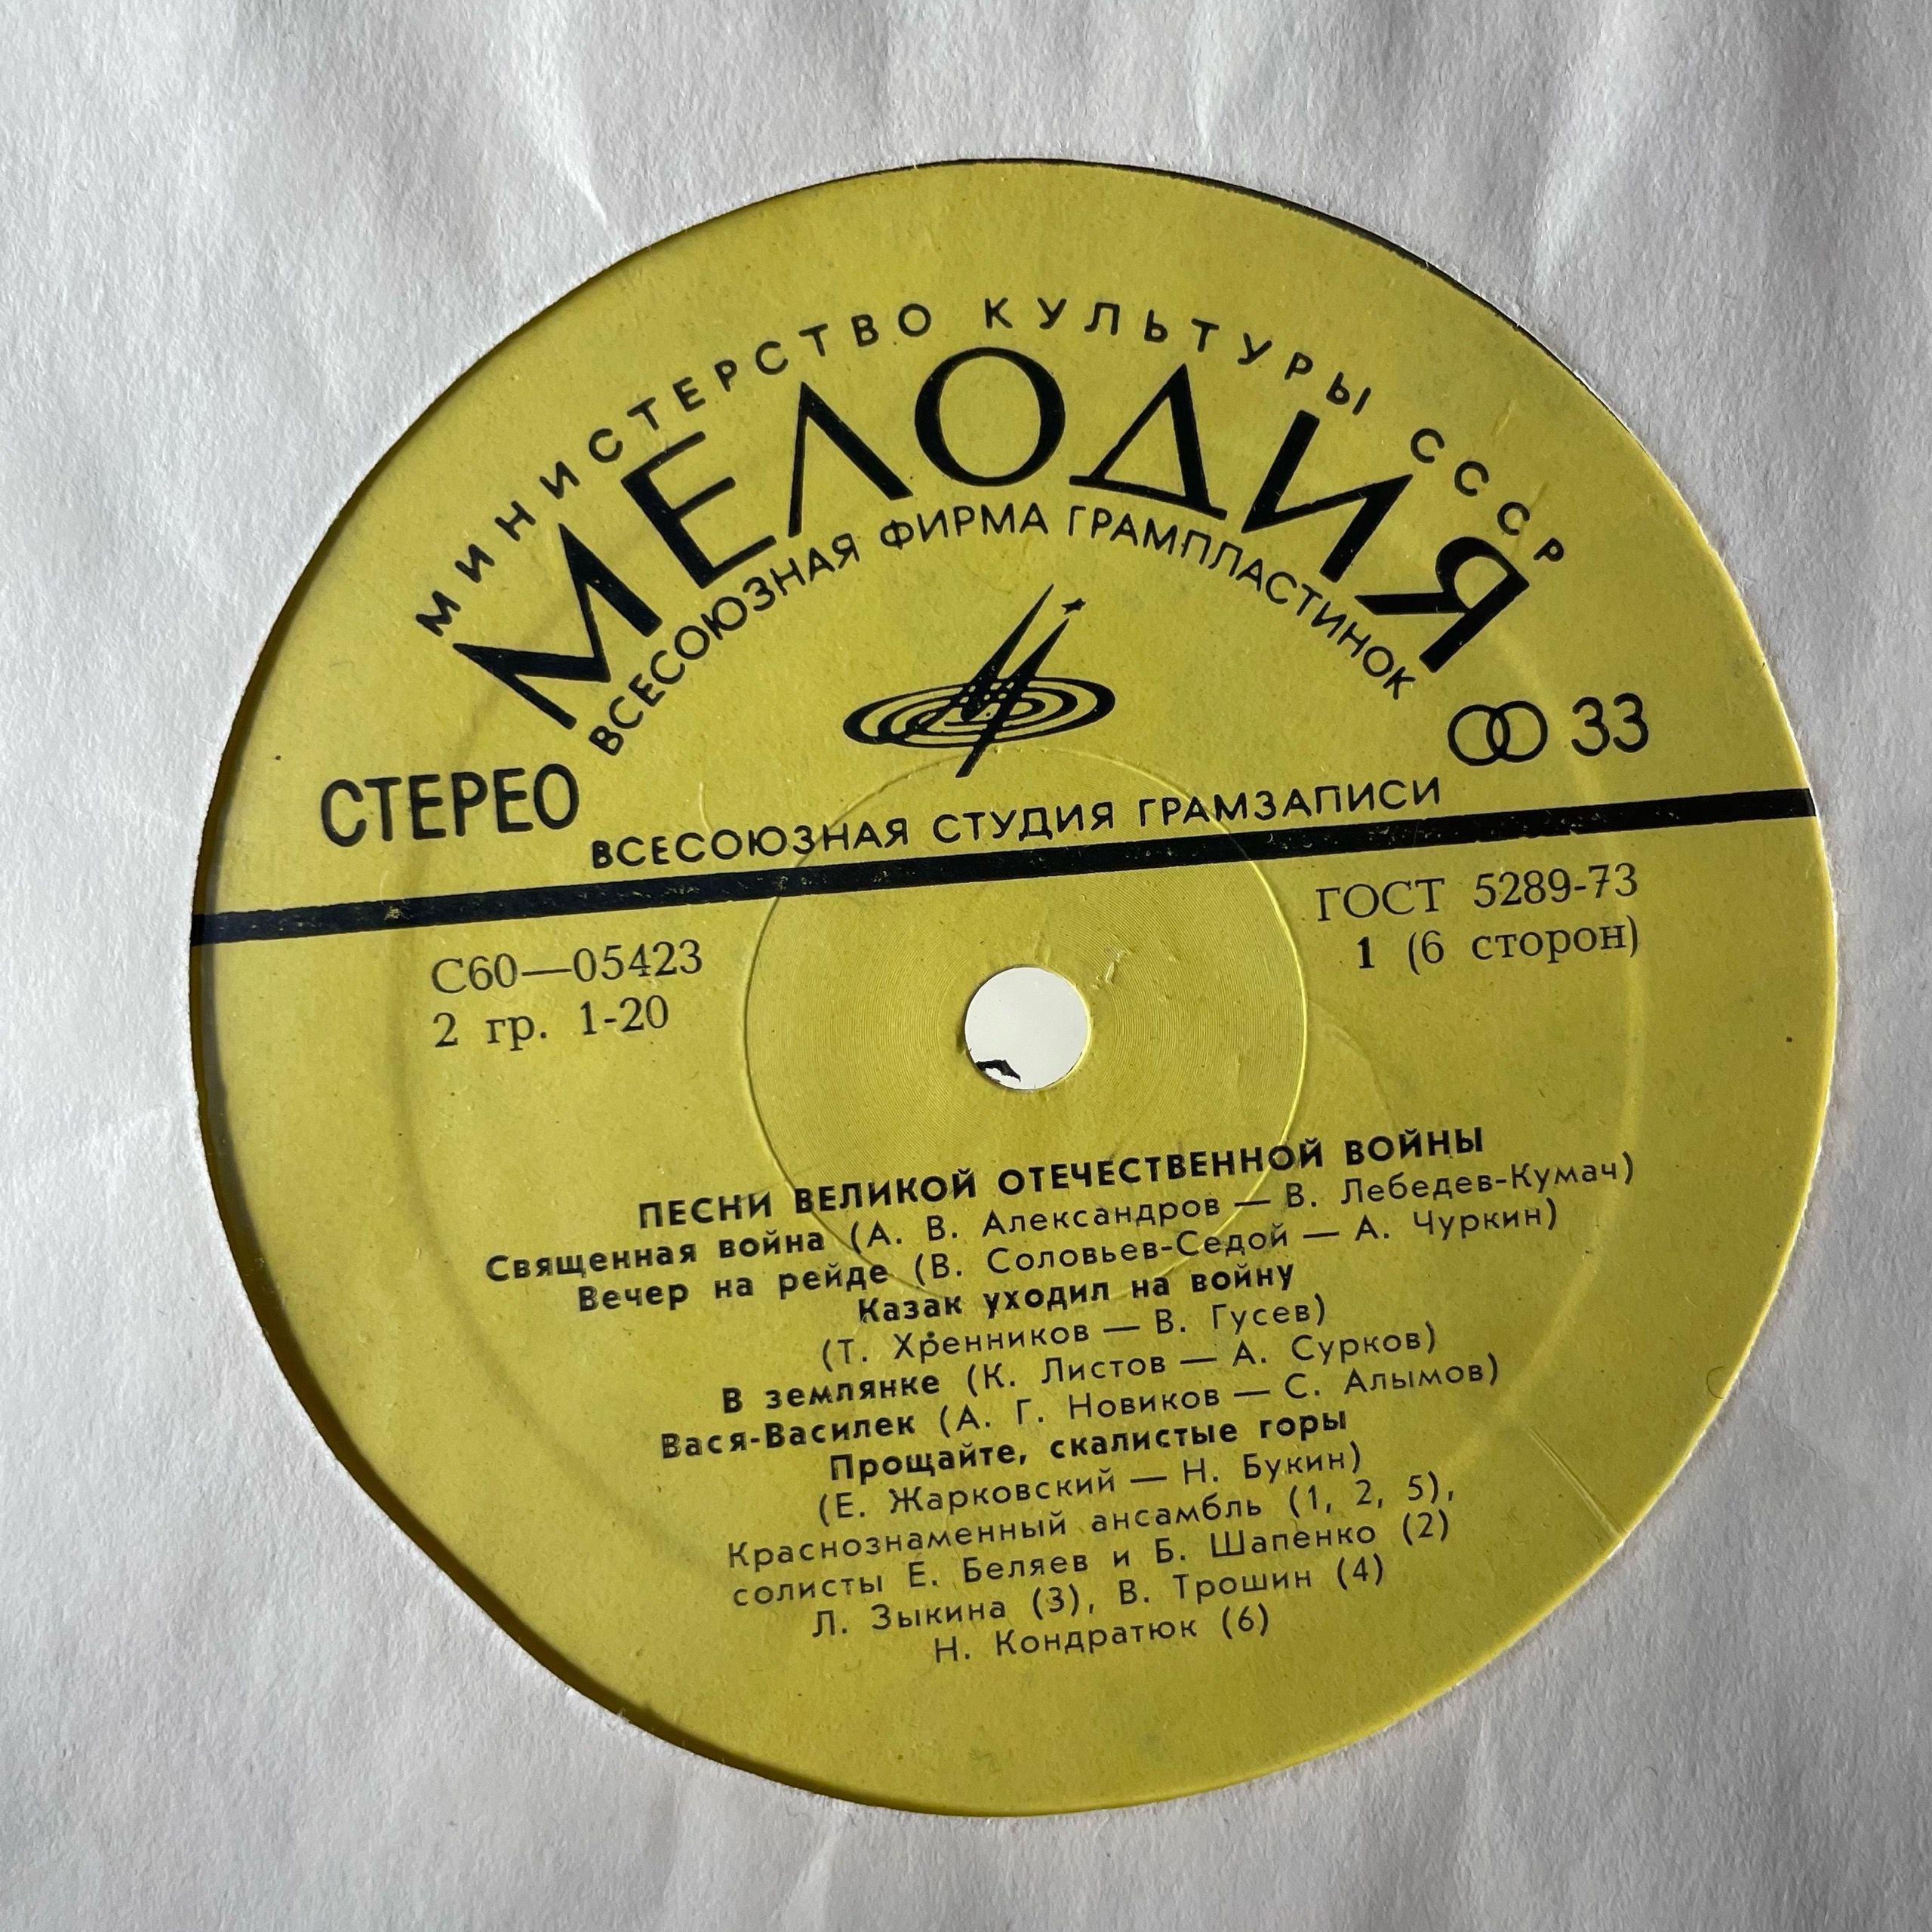 МИНИСТЕРСТВО КУЛЬТУРЫ СССР
МЕЛОДИЯ
ВСЕСОЮЗНАЯ ФИРМА ГРАМПЛАСТИНОК
СТЕРЕО
33
ВСЕСОЮЗНАЯ СТУДИЯ ГРАМЗАПИСИ
С60—05423
ГОСТ 5289-73
2 гр. 1-20
1 (6 сторон)
ПЕСНИ ВЕЛИКОЙ ОТЕЧЕСТВЕННОЙ ВОЙНЫ
Священная война (А. В. Александров — В. Лебедев-Кумач)
Вечер на рейде (В. Соловьев-Седой — А. Чуркин)
Казак уходил на войну
(Т. Хренников — В. Гусев)
В землянке (К. Листов — А. Сурков)
Вася-Василек (А. Г. Новиков — С. Алымов)
Прощайте, скалистые горы
(Е. Жарковский — Н. Букин)
Краснознаменный ансамбль (1, 2, 5),
солисты Е. Беляев и Б. Шапенко (2)
Л. Зыкина (3), В. Трошин (4)
Н. Кондратюк (6)